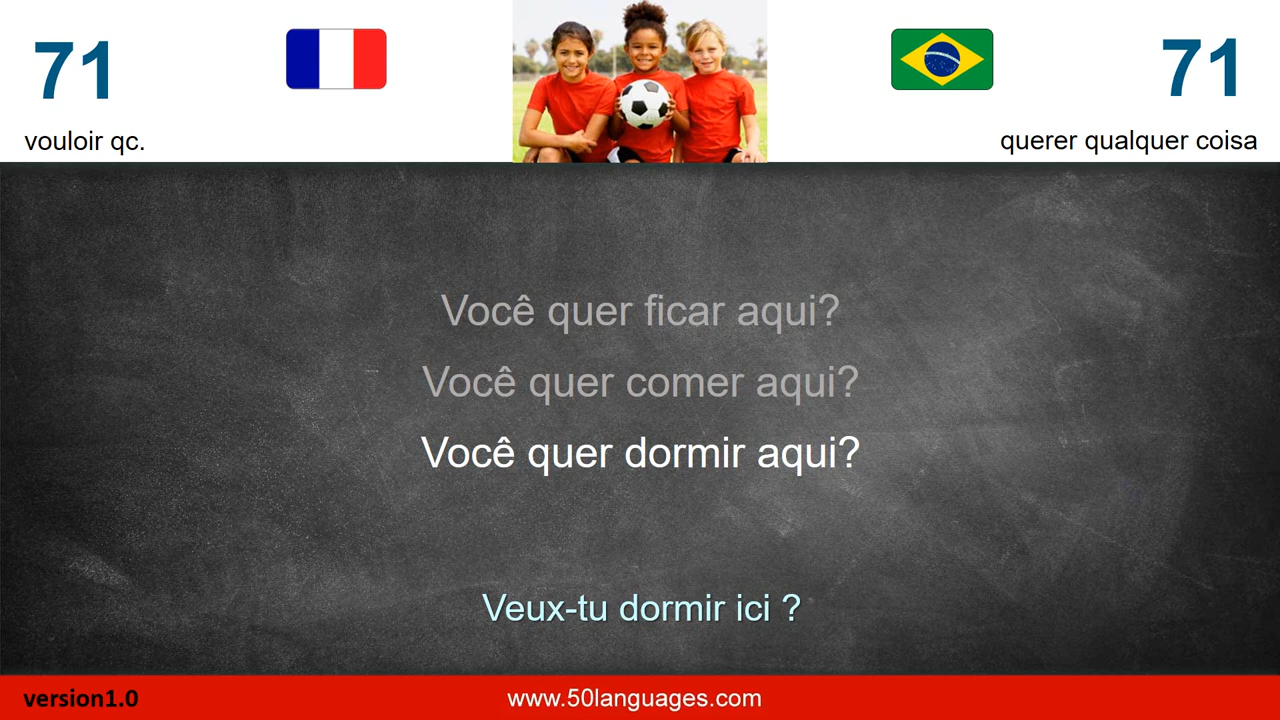 71
71
vouloir qc.
querer qualquer coisa
Você quer ficar aqui?
Você quer comer aqui?
Você quer dormir aqui?
Veux-tu dormir ici ?
version1.0
www.50languages.com